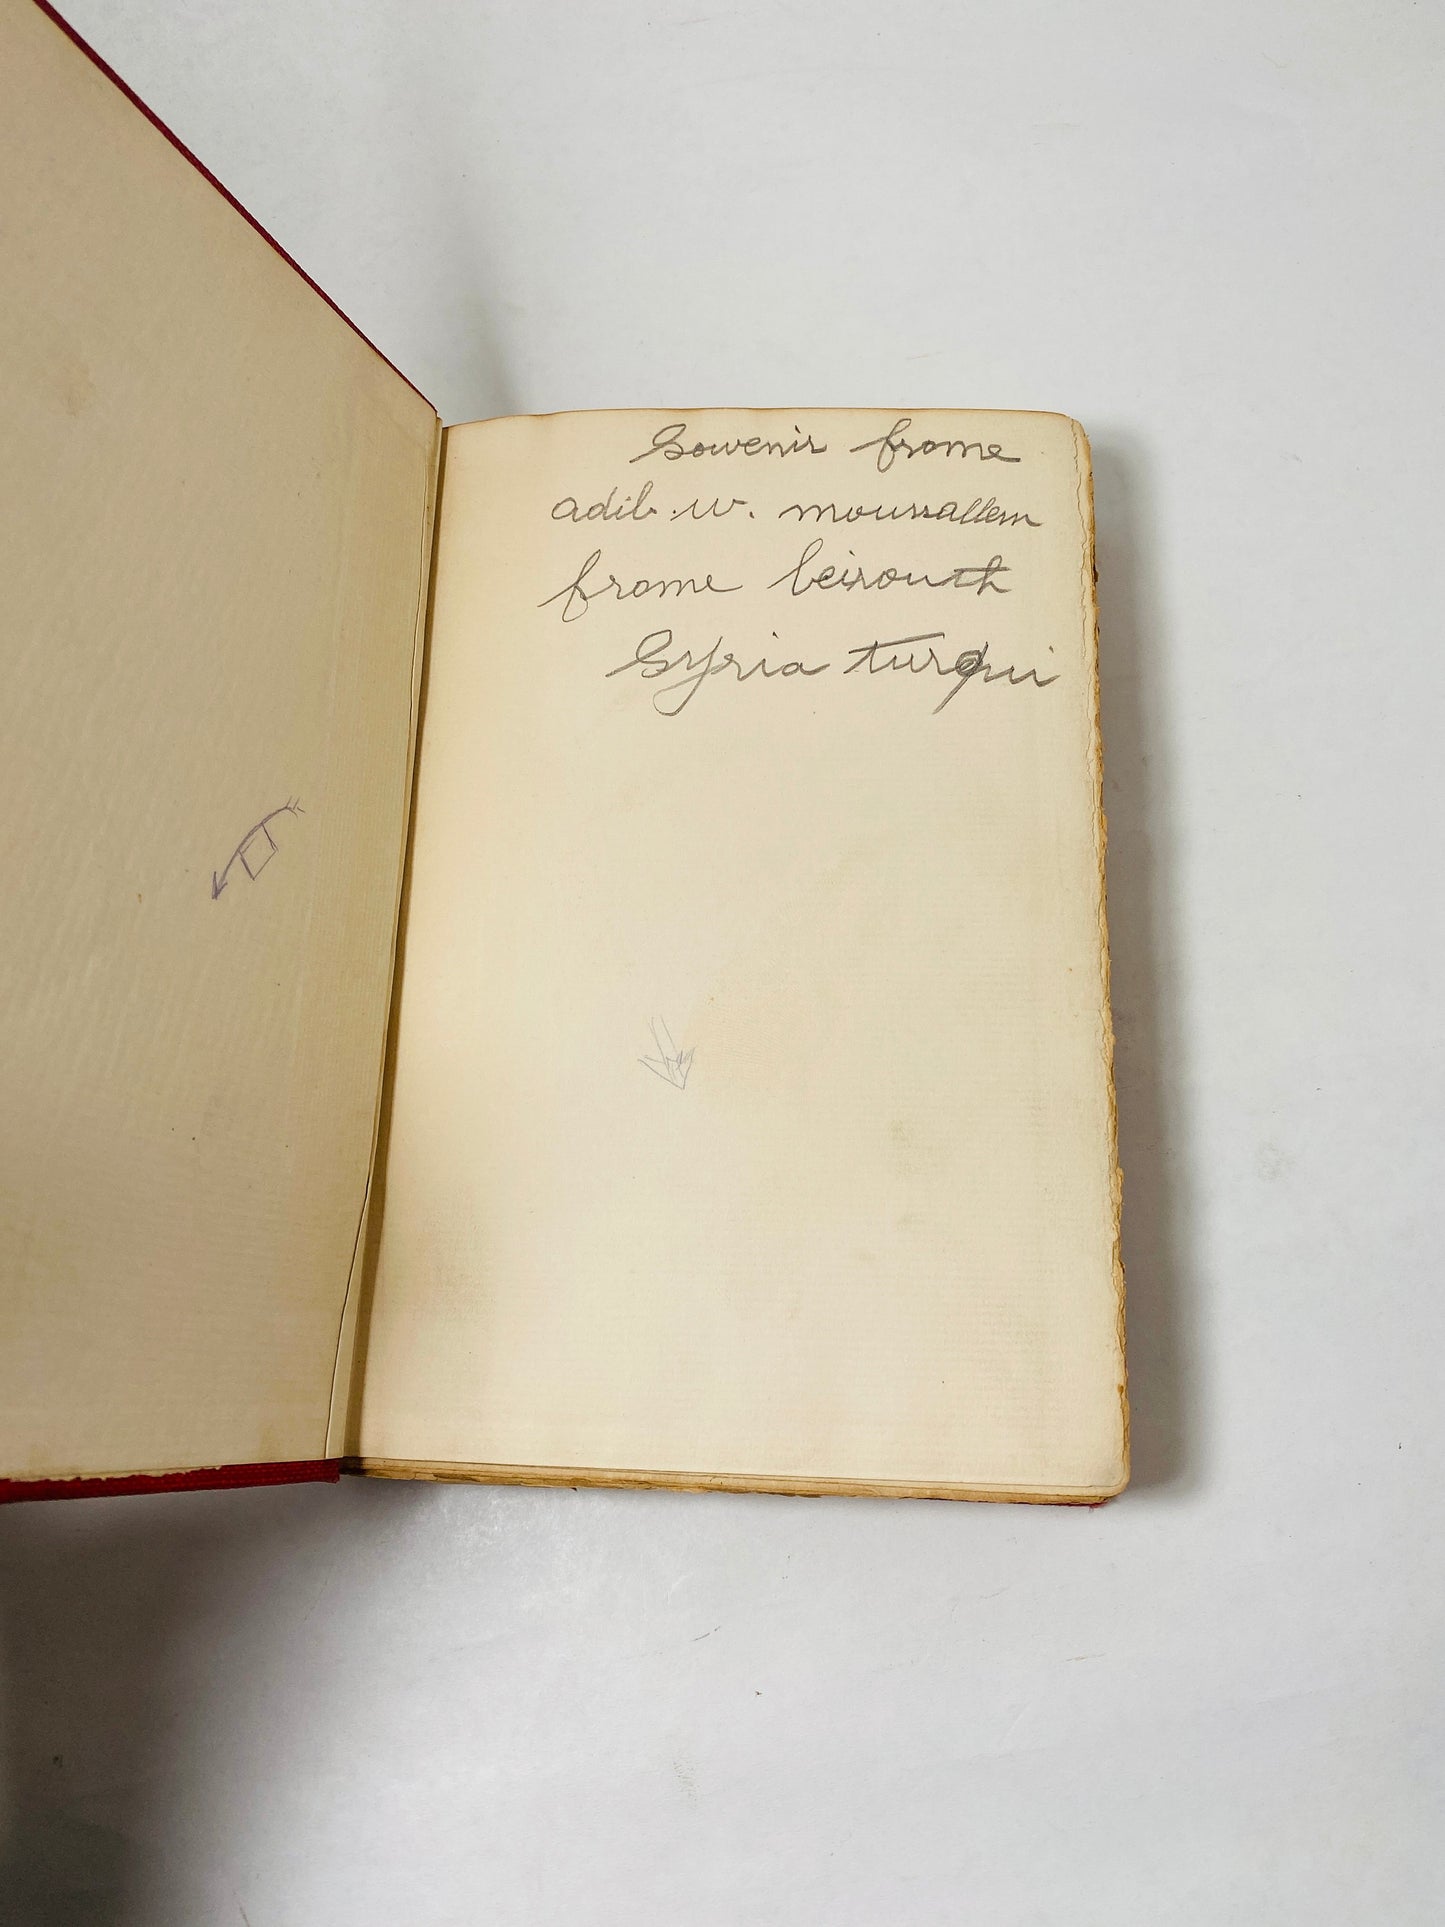 Souvenir frome
adib. w. moussallem
frome beirouth
Syria turqui